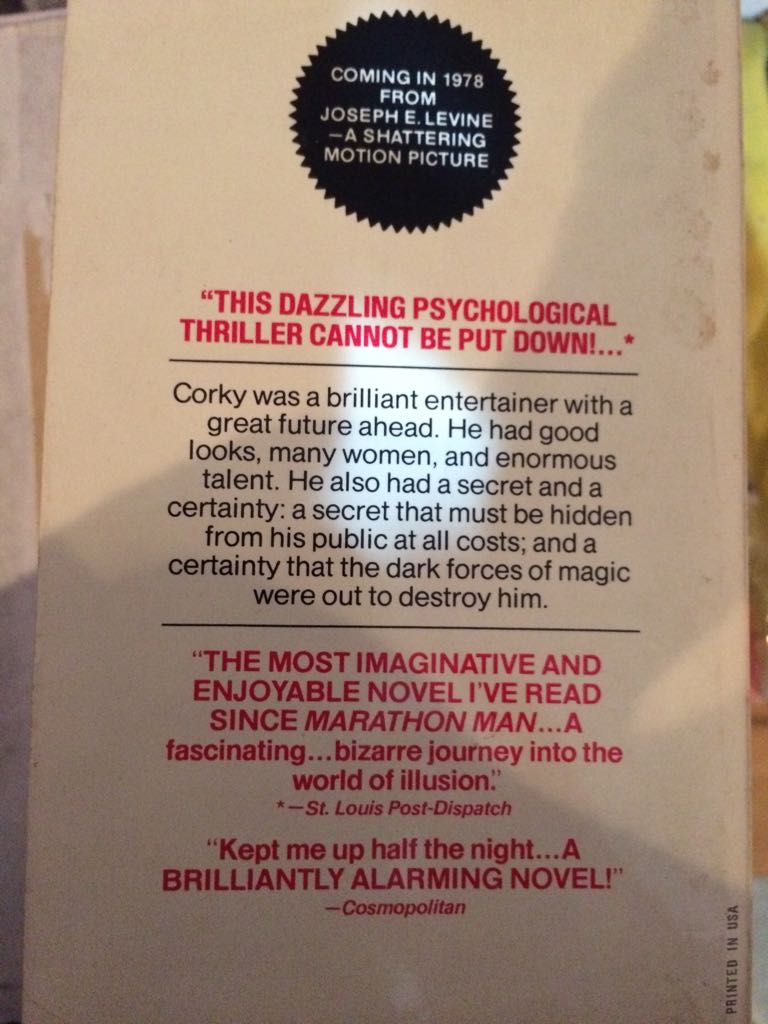 COMING IN 1978
FROM
JOSEPH E. LEVINE
—A SHATTERING
MOTION PICTURE
“THIS DAZZLING PSYCHOLOGICAL
THRILLER CANNOT BE PUT DOWN!...*
Corky was a brilliant entertainer with a
great future ahead. He had good
looks, many women, and enormous
talent. He also had a secret and a
certainty: a secret that must be hidden
from his public at all costs; and a
certainty that the dark forces of magic
were out to destroy him.
“THE MOST IMAGINATIVE AND
ENJOYABLE NOVEL I’VE READ
SINCE MARATHON MAN...A
fascinating...bizarre journey into the
world of illusion.”
*—St. Louis Post-Dispatch
“Kept me up half the night...A
BRILLIANTLY ALARMING NOVEL!”
—Cosmopolitan
PRINTED IN USA